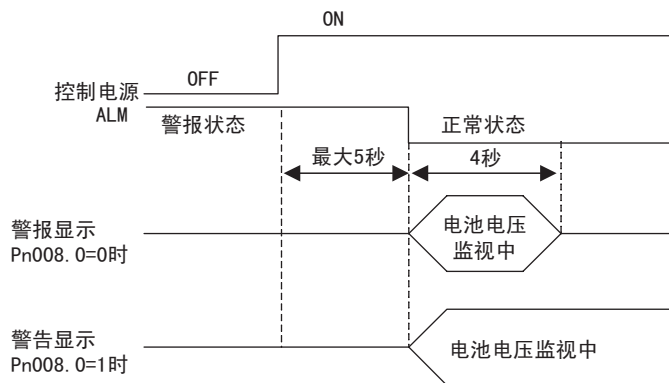 ON
OFF
控制电源
ALM
警报状态
正常状态
最大5秒
4秒
警报显示
Pn008.0=0时
电池电压
监视中
警告显示
Pn008.0=1时
电池电压监视中